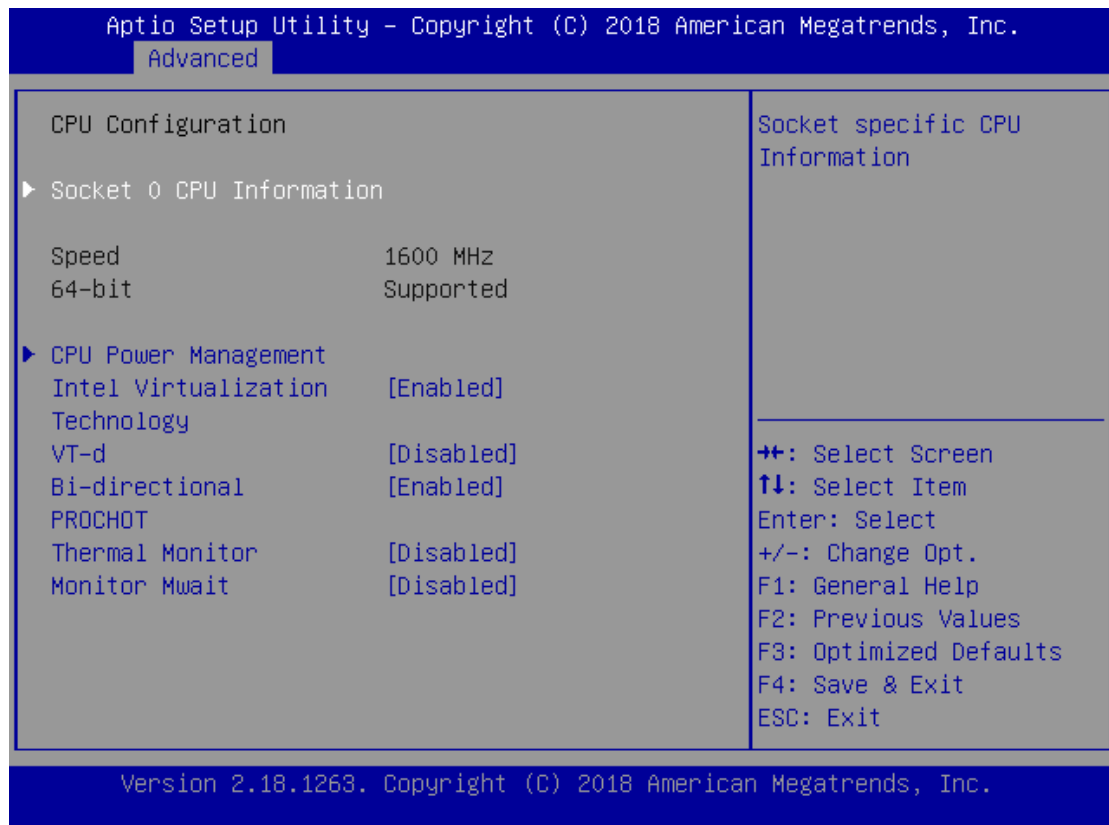 Aptio Setup Utility – Copyright (C) 2018 American Megatrends, Inc.
Advanced
CPU Configuration
Socket 0 CPU Information
Speed 1600 MHz
64-bit Supported
CPU Power Management
Intel Virtualization [Enabled]
Technology
VT-d [Disabled]
Bi-directional [Enabled]
PROCHOT
Thermal Monitor [Disabled]
Monitor Mwait [Disabled]
Socket specific CPU
Information
→←: Select Screen
↑↓: Select Item
Enter: Select
+/-: Change Opt.
F1: General Help
F2: Previous Values
F3: Optimized Defaults
F4: Save & Exit
ESC: Exit
Version 2.18.1263. Copyright (C) 2018 American Megatrends, Inc.